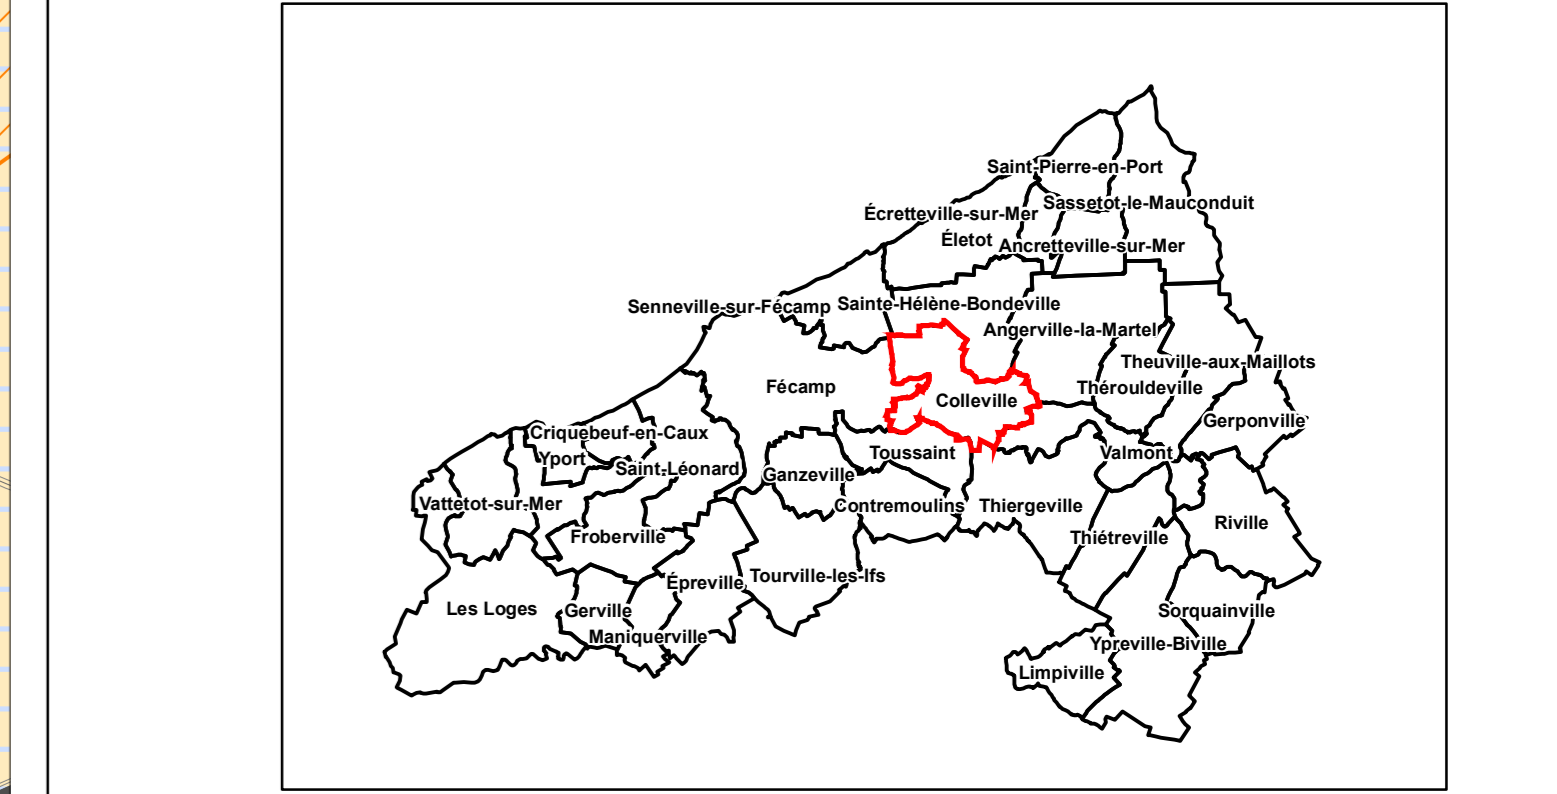 Saint-Pierre-en-Port
Sassetot-le-Mauconduit
Écretteville-sur-Mer
Életot
Ancretteville-sur-Mer
Senneville-sur-Fécamp
Sainte-Hélène-Bondeville
Angerville-la-Martel
Theuville-aux-Maillots
Fécamp
Thérouldeville
Colleville
Gerponville
Criquebeuf-en-Caux
Toussaint
Valmont
Yport
Saint-Léonard
Ganzeville
Vattetot-sur-Mer
Contremoulins
Thiergeville
Riville
Froberville
Thiétreville
Épreville
Tourville-les-Ifs
Les Loges
Gerville
Sorquainville
Maniquerville
Ypreville-Biville
Limpiville